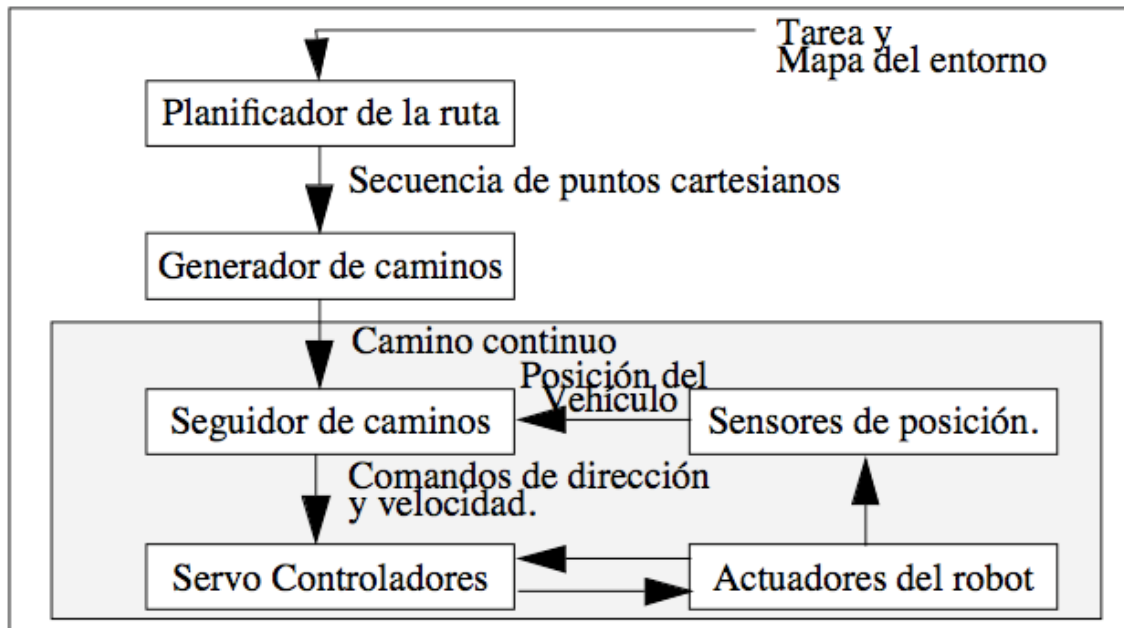 Tarea y
Mapa del entorno
Planificador de la ruta
Secuencia de puntos cartesianos
Generador de caminos
Camino continuo
Posición del
Vehículo
Seguidor de caminos
Sensores de posición.
Comandos de dirección
y velocidad.
Servo Controladores
Actuadores del robot